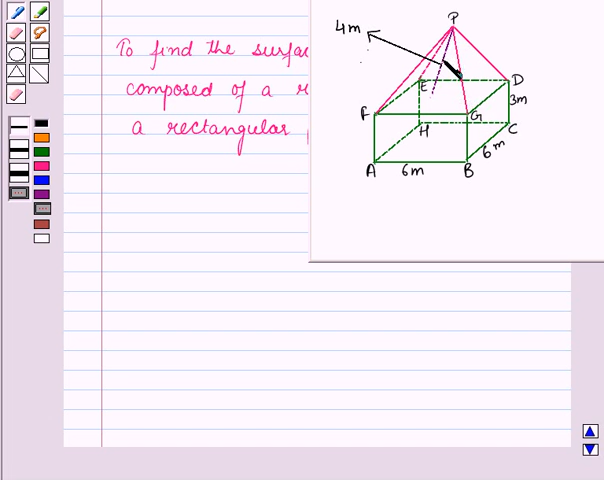 To find the surfa
composed of a r
a rectangular
P
4m
E
D
3m
F
G
H
C
6m
A
6m
B